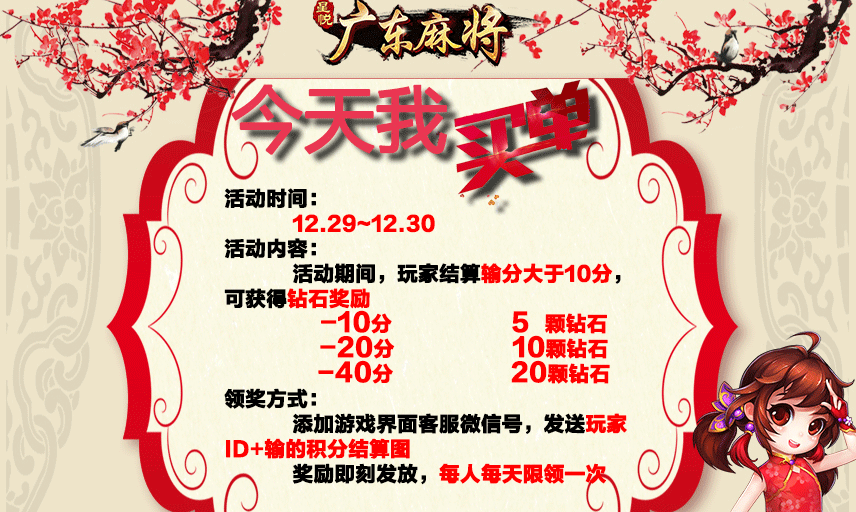 星悦
广东麻将
今天我买单
活动时间：
12.29~12.30
活动内容：
活动期间，玩家结算输分大于10分，
可获得钻石奖励
-10分 5 颗钻石
-20分 10颗钻石
-40分 20颗钻石
领奖方式：
添加游戏界面客服微信号，发送玩家
ID+输的积分结算图
奖励即刻发放，每人每天限领一次